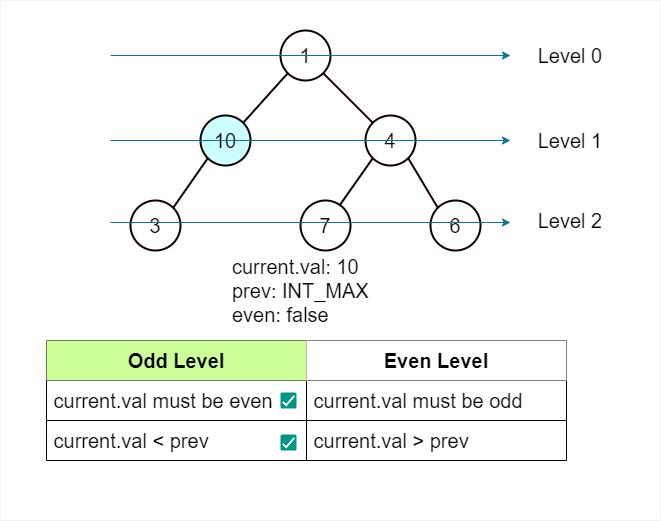 1 Level 0
10 4 Level 1
3 7 6 Level 2
current.val: 10
prev: INT_MAX
even: false
Odd Level Even Level
current.val must be even current.val must be odd
current.val < prev current.val > prev